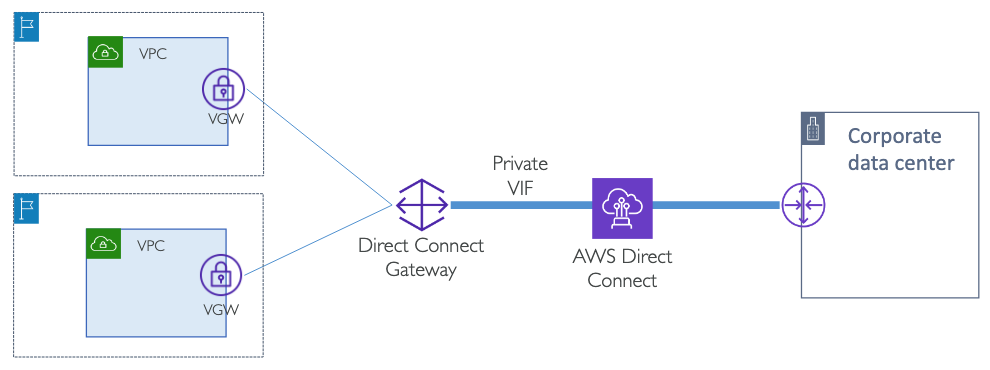 VPC
VGW
VPC
VGW
Direct Connect
Gateway
Private
VIF
AWS Direct
Connect
Corporate
data center